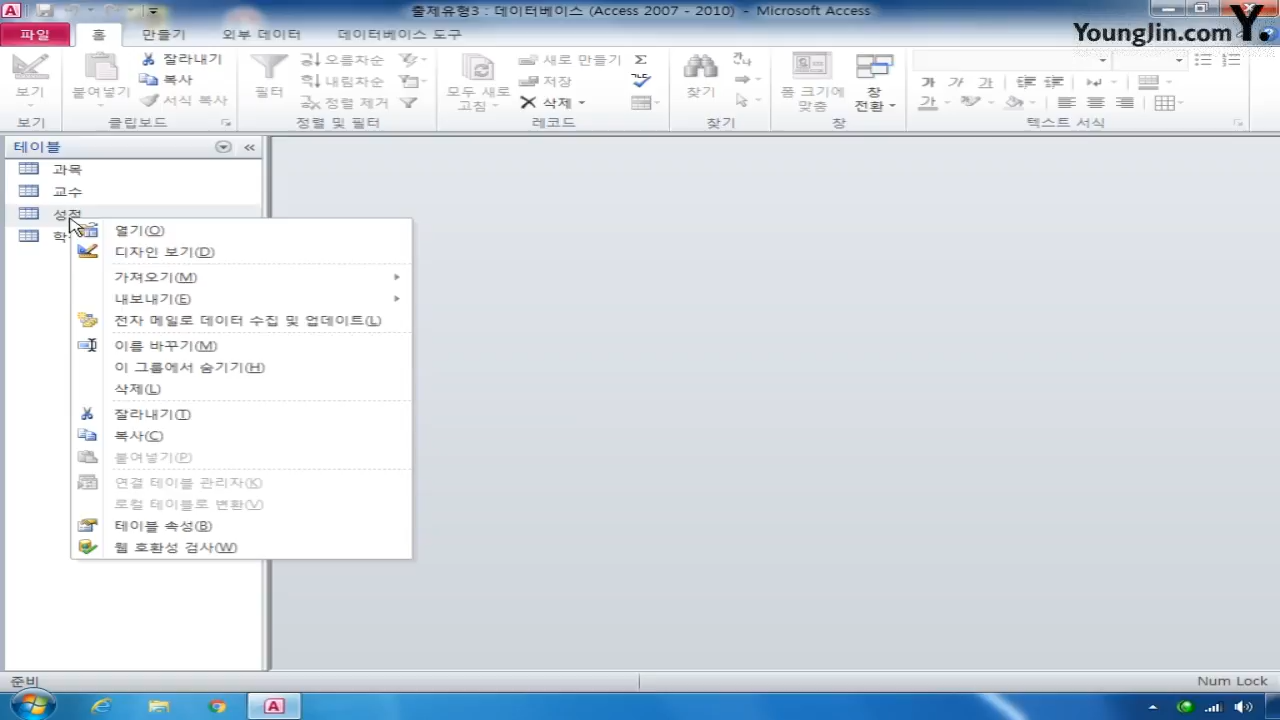 출제유형3 : 데이터베이스 (Access 2007 - 2010) - Microsoft Access
파일 홈 만들기 외부 데이터 데이터베이스 도구
YoungJin.com Y.
보기
보기
붙여넣기
잘라내기
복사
서식 복사
클립보드
필터
오름차순
내림차순
정렬 제거
정렬 및 필터
모두 새로
고침
새로 만들기
저장
삭제
레코드
찾기
찾기
폼 크기에
맞춤
창
전환
창
가 가 가
가
텍스트 서식
테이블
과목
교수
성적
열기(O)
디자인 보기(D)
가져오기(M)
내보내기(E)
전자 메일로 데이터 수집 및 업데이트(L)
이름 바꾸기(M)
이 그룹에서 숨기기(H)
삭제(L)
잘라내기(T)
복사(C)
붙여넣기(P)
연결 테이블 관리자(K)
로컬 테이블로 변환(V)
테이블 속성(B)
웹 호환성 검사(W)
준비
Num Lock